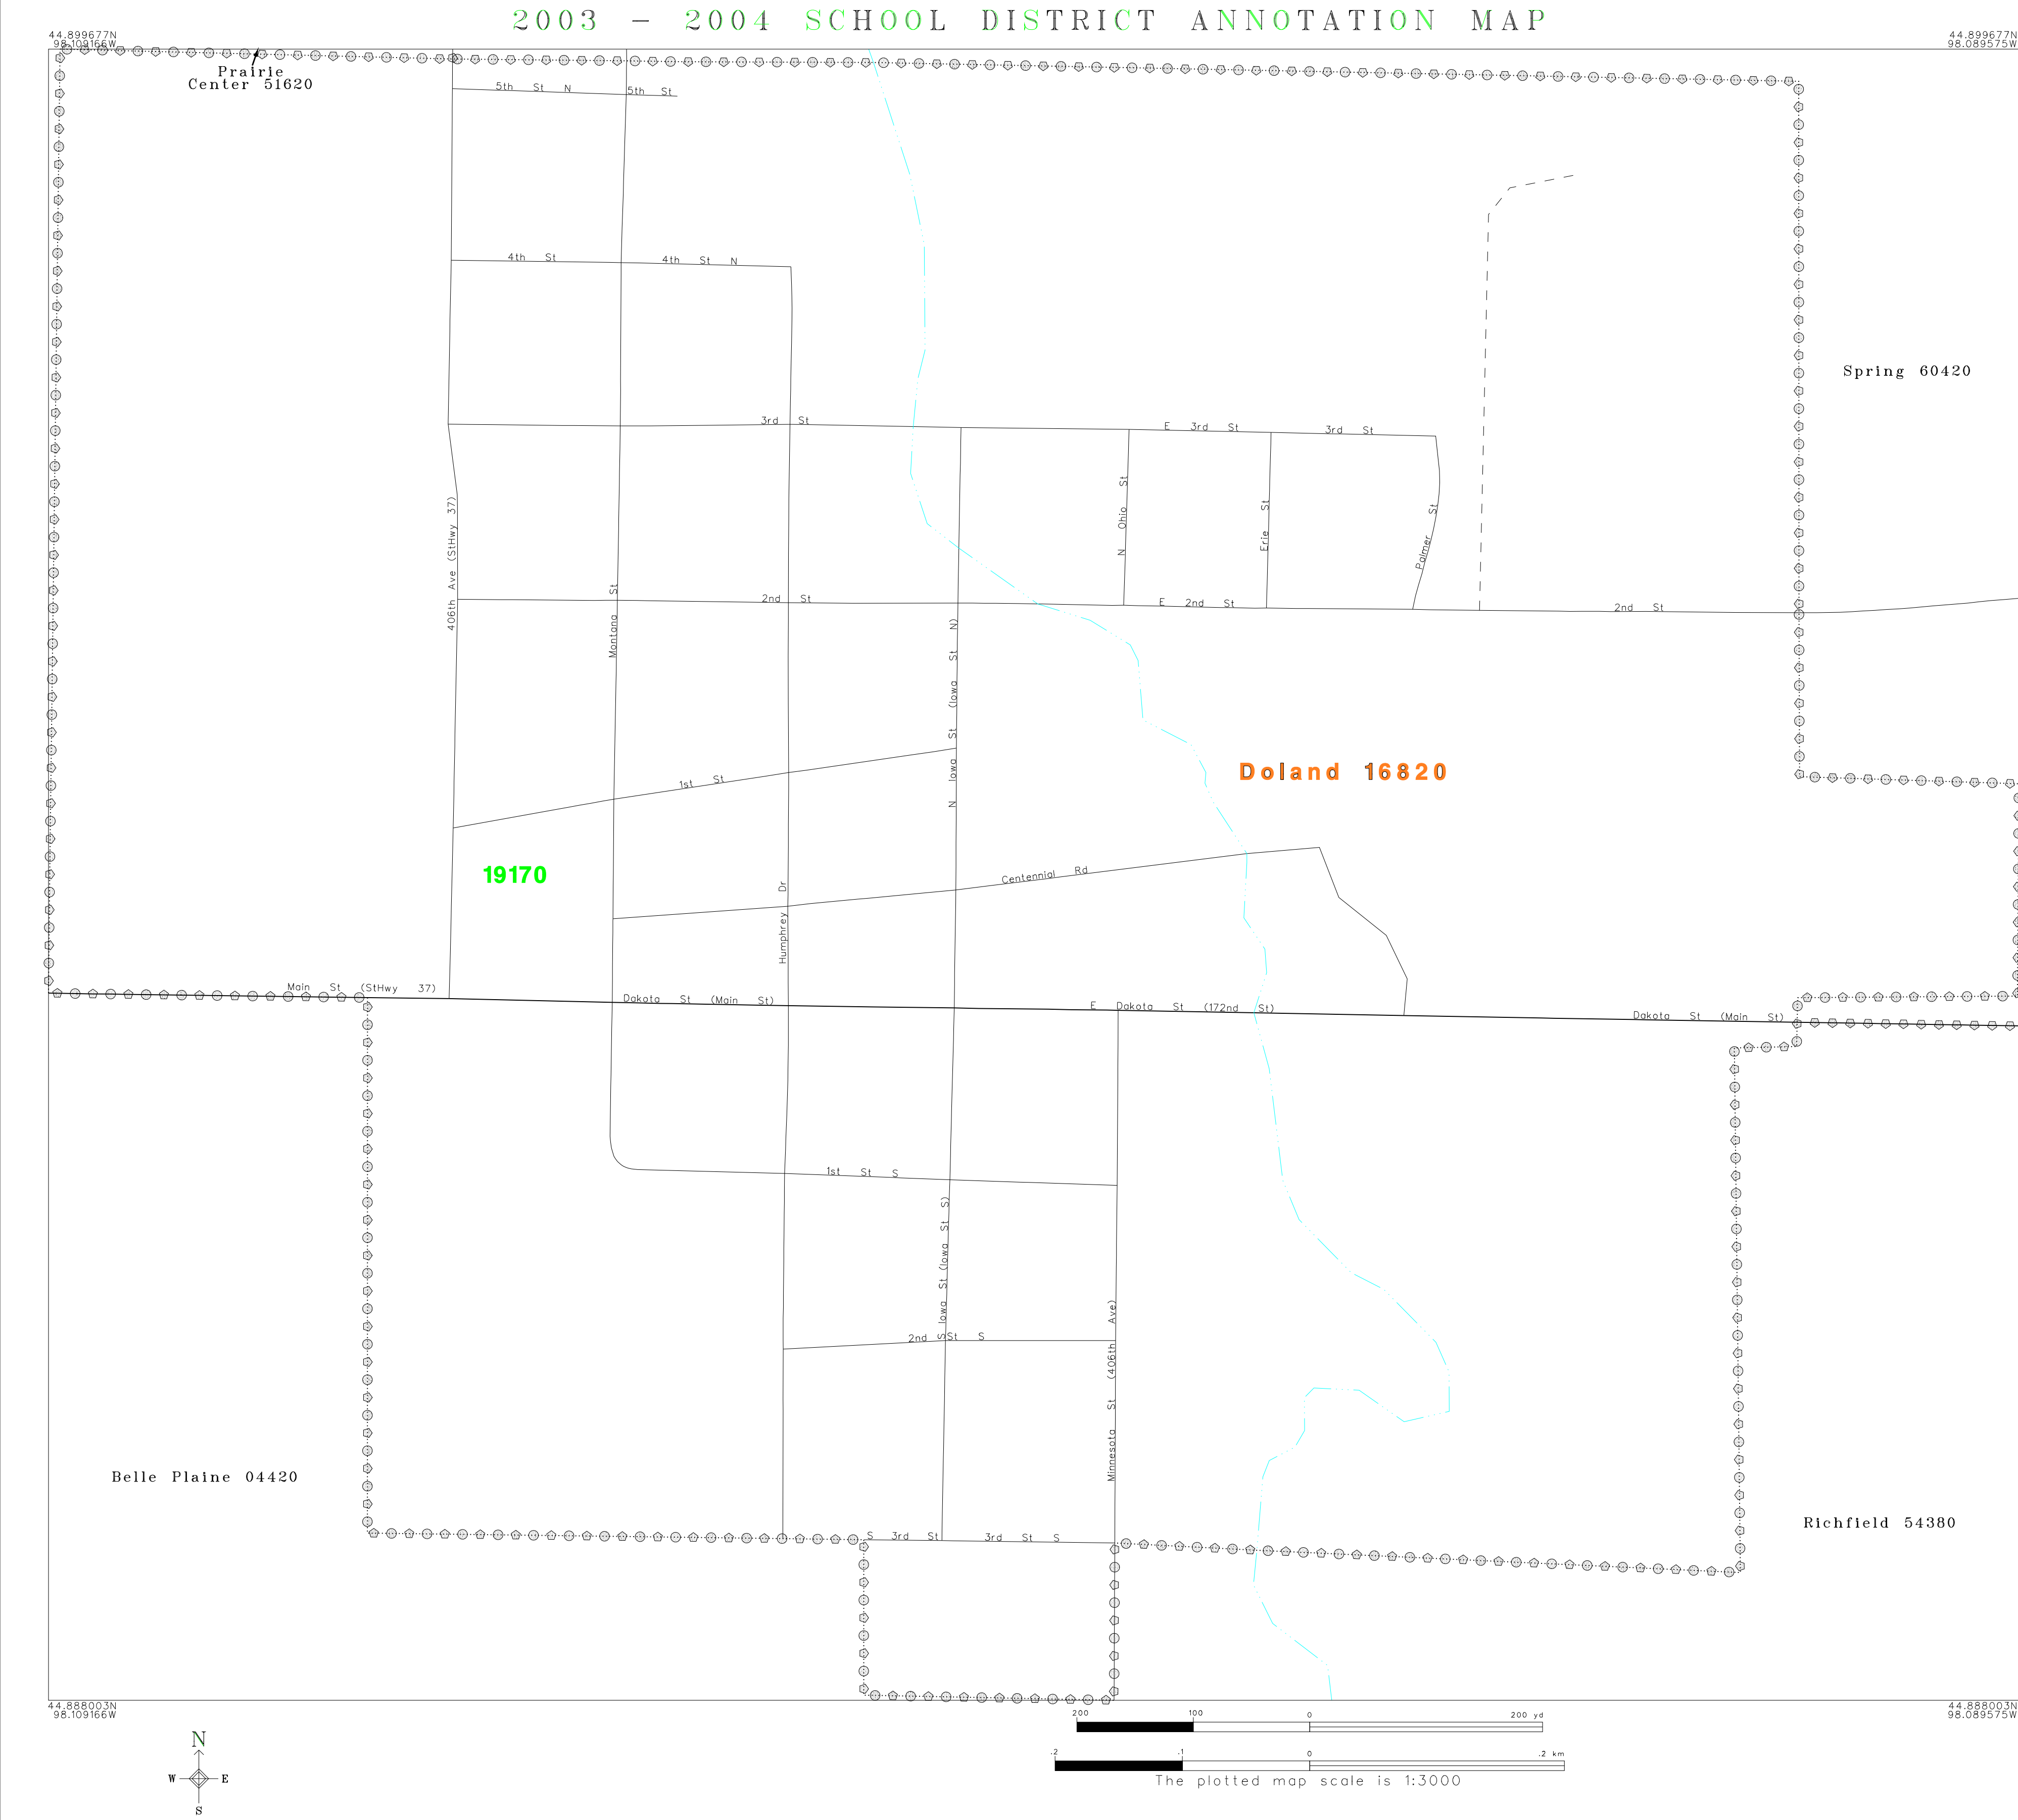 2003 - 2004 SCHOOL DISTRICT ANNOTATION MAP
44.899677N
98.109166W
44.899677N
98.089575W
Prairie
Center 51620
5th St N
5th St
4th St
4th St N
Spring 60420
3rd St
E 3rd St
3rd St
406th Ave (StHwy 37)
Montana St
N Ohio St
Erie St
Palmer St
2nd St
E 2nd St
2nd St
N Iowa St (Iowa St N)
1st St
Doland 16820
19170
Centennial Rd
Humphrey Dr
Main St (StHwy 37)
Dakota St (Main St)
E Dakota St (172nd St)
Dakota St (Main St)
1st St S
S Iowa St (Iowa St S)
2nd St S
Minnesota St (406th Ave)
Belle Plaine 04420
Richfield 54380
S 3rd St
3rd St S
44.888003N
98.109166W
44.888003N
98.089575W
200 100 0 200 yd
.2 .1 0 .2 km
The plotted map scale is 1:3000
N
W E
S